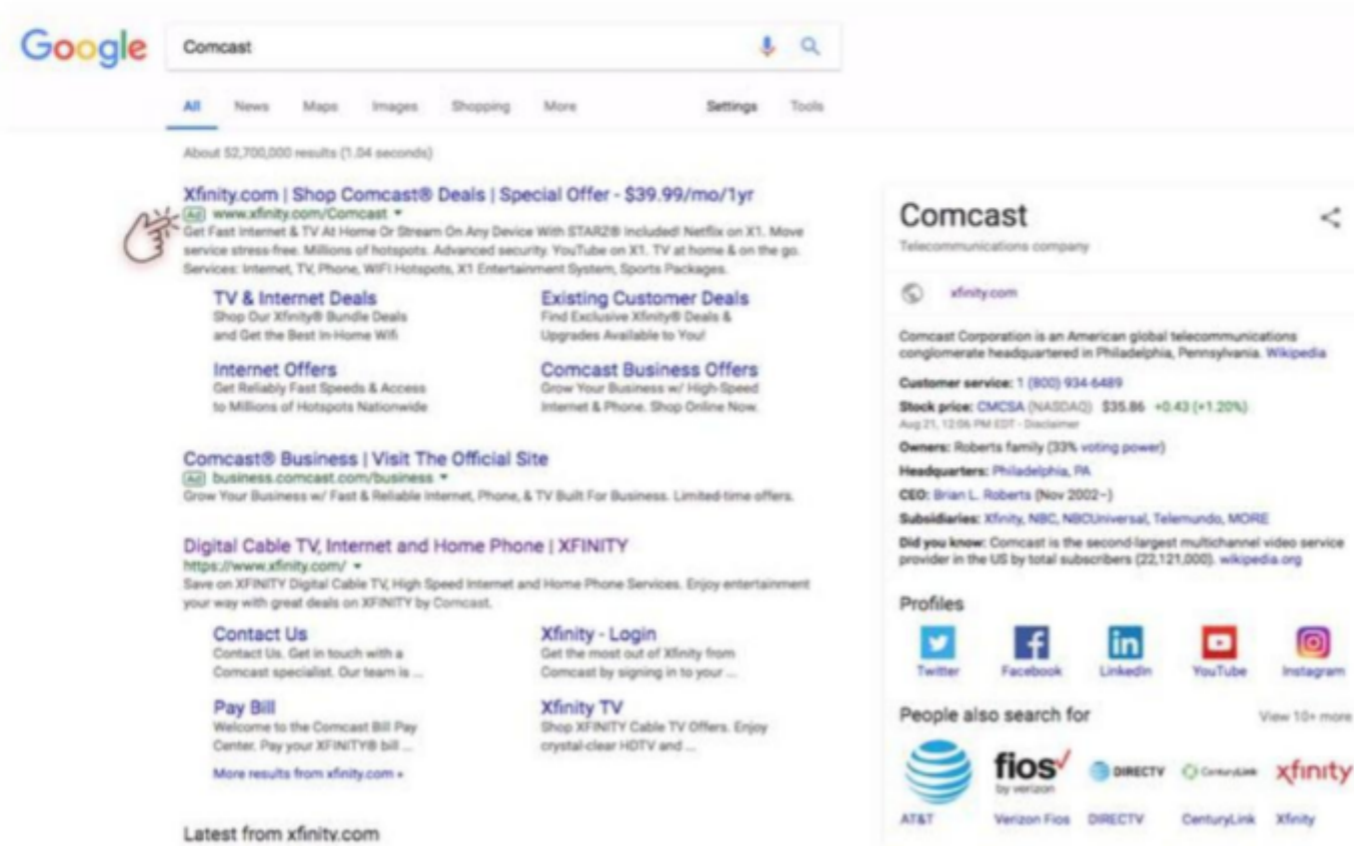 Google
Comcast
All News Maps Images Shopping More Settings Tools
About 52,700,000 results (1.04 seconds)
Xfinity.com | Shop Comcast® Deals | Special Offer - $39.99/mo/1yr
Ad www.xfinity.com/Comcast
Get Fast Internet & TV At Home Or Stream On Any Device With STARZ® Included! Netflix on X1. Move
service stress-free. Millions of hotspots. Advanced security. YouTube on X1. TV at home & on the go.
Services: Internet, TV, Phone, WIFI Hotspots, X1 Entertainment System, Sports Packages.
TV & Internet Deals
Shop Our Xfinity® Bundle Deals
and Get the Best In-Home Wifi
Existing Customer Deals
Find Exclusive Xfinity® Deals &
Upgrades Available to You!
Internet Offers
Get Reliably Fast Speeds & Access
to Millions of Hotspots Nationwide
Comcast Business Offers
Grow Your Business w/ High-Speed
Internet & Phone. Shop Online Now.
Comcast® Business | Visit The Official Site
Ad business.comcast.com/business
Grow Your Business w/ Fast & Reliable Internet, Phone, & TV Built For Business. Limited-time offers.
Digital Cable TV, Internet and Home Phone | XFINITY
https://www.xfinity.com/
Save on XFINITY Digital Cable TV, High Speed Internet and Home Phone Services. Enjoy entertainment
your way with great deals on XFINITY by Comcast.
Contact Us
Contact Us. Get in touch with a
Comcast specialist. Our team is ...
Xfinity - Login
Get the most out of Xfinity from
Comcast by signing in to your ...
Pay Bill
Welcome to the Comcast Bill Pay
Center. Pay your XFINITY® bill ...
Xfinity TV
Shop XFINITY Cable TV Offers. Enjoy
crystal-clear HDTV and ...
More results from xfinity.com »
Latest from xfinity.com
Comcast
Telecommunications company
xfinity.com
Comcast Corporation is an American global telecommunications
conglomerate headquartered in Philadelphia, Pennsylvania. Wikipedia
Customer service: 1 (800) 934-6489
Stock price: CMCSA (NASDAQ) $35.86 +0.43 (+1.20%)
Aug 21, 12:06 PM EDT - Disclaimer
Owners: Roberts family (33% voting power)
Headquarters: Philadelphia, PA
CEO: Brian L. Roberts (Nov 2002–)
Subsidiaries: Xfinity, NBC, NBCUniversal, Telemundo, MORE
Did you know: Comcast is the second-largest multichannel video service
provider in the US by total subscribers (22,121,000). wikipedia.org
Profiles
in
Twitter Facebook LinkedIn YouTube Instagram
People also search for View 10+ more
fios
by verizon
DIRECTV CenturyLink xfinity
AT&T Verizon Fios DIRECTV CenturyLink Xfinity